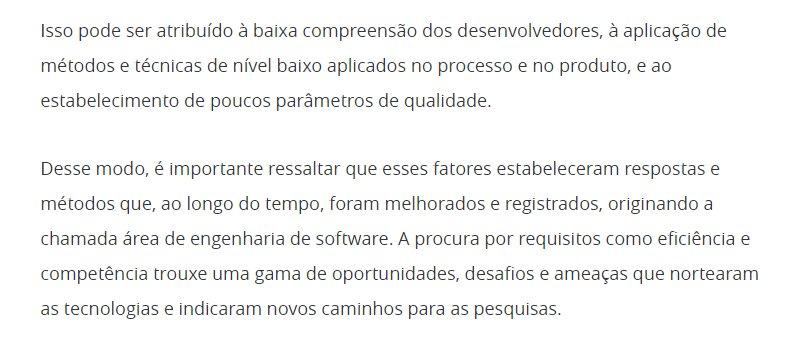 Isso pode ser atribuído à baixa compreensão dos desenvolvedores, à aplicação de
métodos e técnicas de nível baixo aplicados no processo e no produto, e ao
estabelecimento de poucos parâmetros de qualidade.
Desse modo, é importante ressaltar que esses fatores estabeleceram respostas e
métodos que, ao longo do tempo, foram melhorados e registrados, originando a
chamada área de engenharia de software. A procura por requisitos como eficiência e
competência trouxe uma gama de oportunidades, desafios e ameaças que nortearam
as tecnologias e indicaram novos caminhos para as pesquisas.